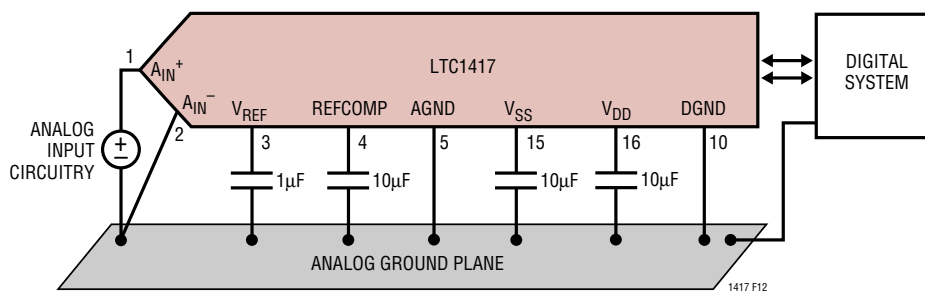 LTC1417
DIGITAL
SYSTEM
1
AIN+
AIN–
2
VREF
REFCOMP
AGND
VSS
VDD
DGND
3
4
5
15
16
10
ANALOG
INPUT
CIRCUITRY
+
–
1µF
10µF
10µF
10µF
ANALOG GROUND PLANE
1417 F12